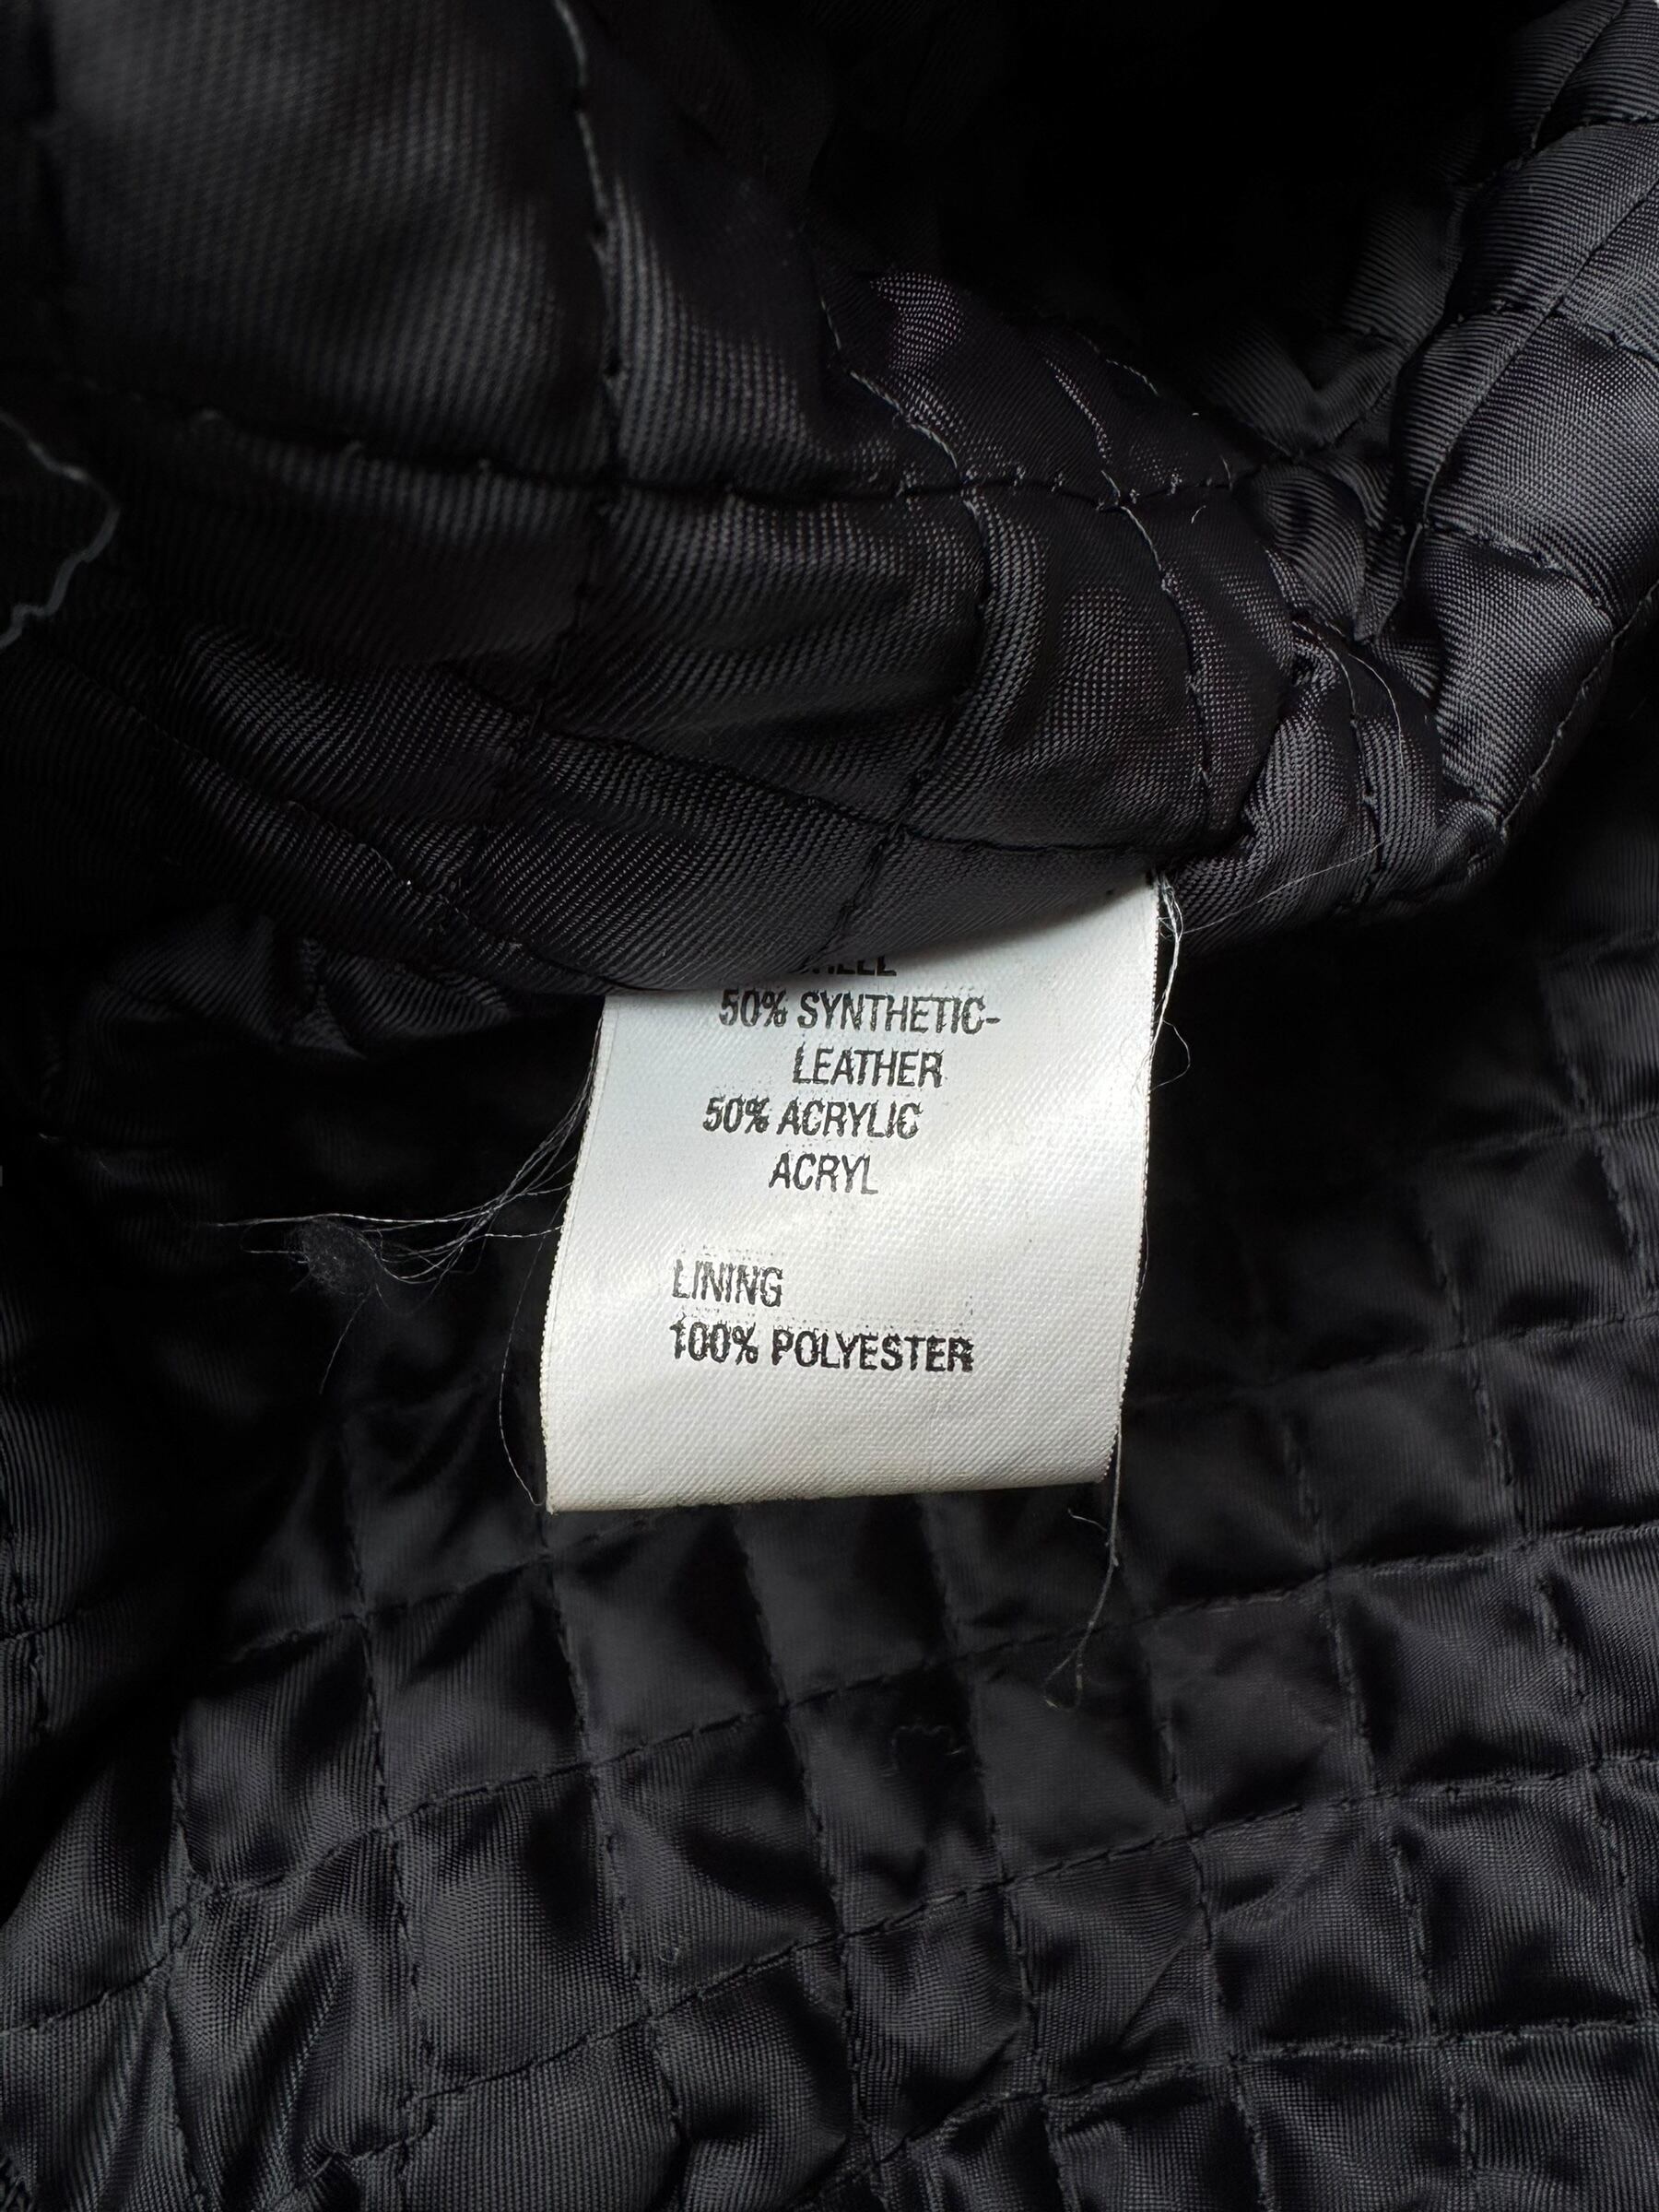 50% SYNTHETIC-
LEATHER
50% ACRYLIC
ACRYL
LINING
100% POLYESTER